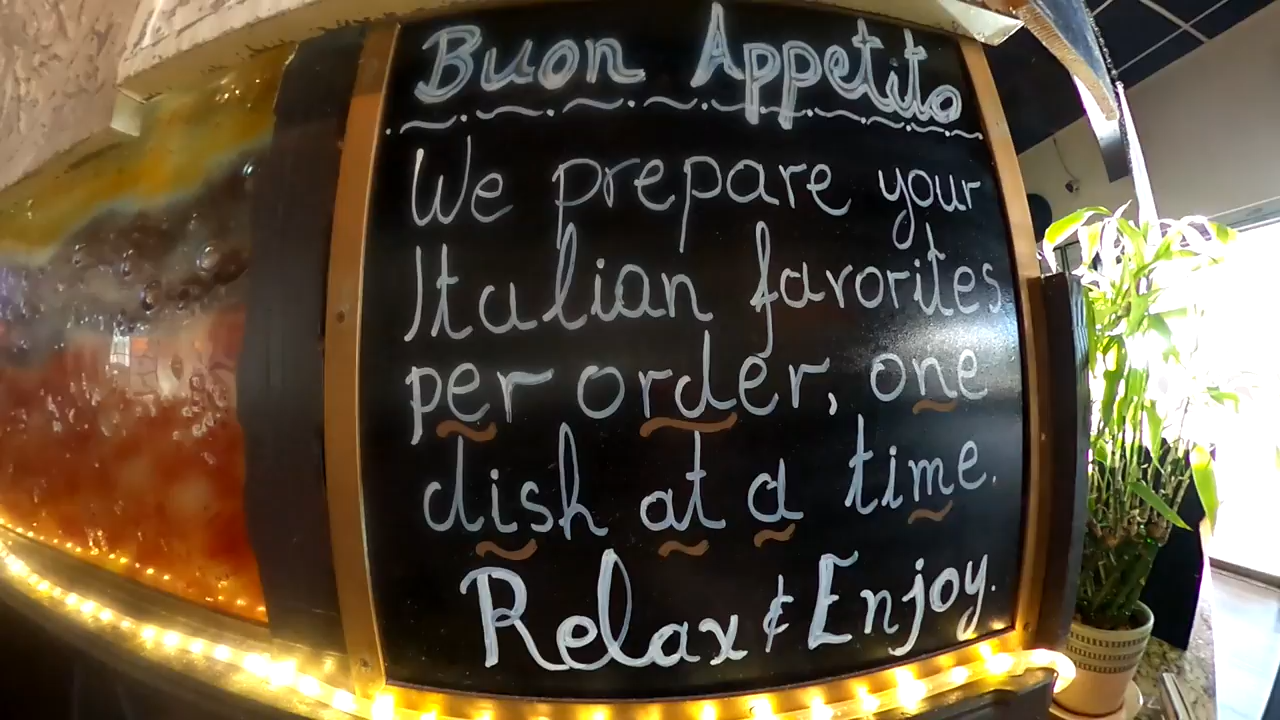 Buon Appetito
We prepare your
Italian favorites
per order, one
dish at a time.
Relax & Enjoy.